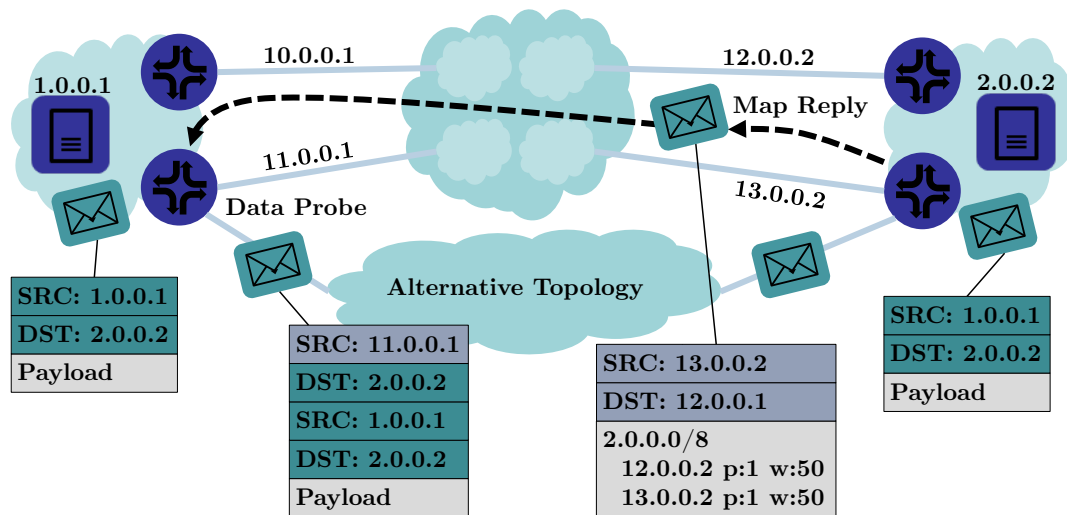 10.0.0.1
12.0.0.2
1.0.0.1
2.0.0.2
Map Reply
11.0.0.1
13.0.0.2
Data Probe
Alternative Topology
SRC: 1.0.0.1
DST: 2.0.0.2
Payload
SRC: 11.0.0.1
DST: 2.0.0.2
SRC: 1.0.0.1
DST: 2.0.0.2
Payload
SRC: 13.0.0.2
DST: 12.0.0.1
2.0.0.0/8
12.0.0.2 p:1 w:50
13.0.0.2 p:1 w:50
SRC: 1.0.0.1
DST: 2.0.0.2
Payload